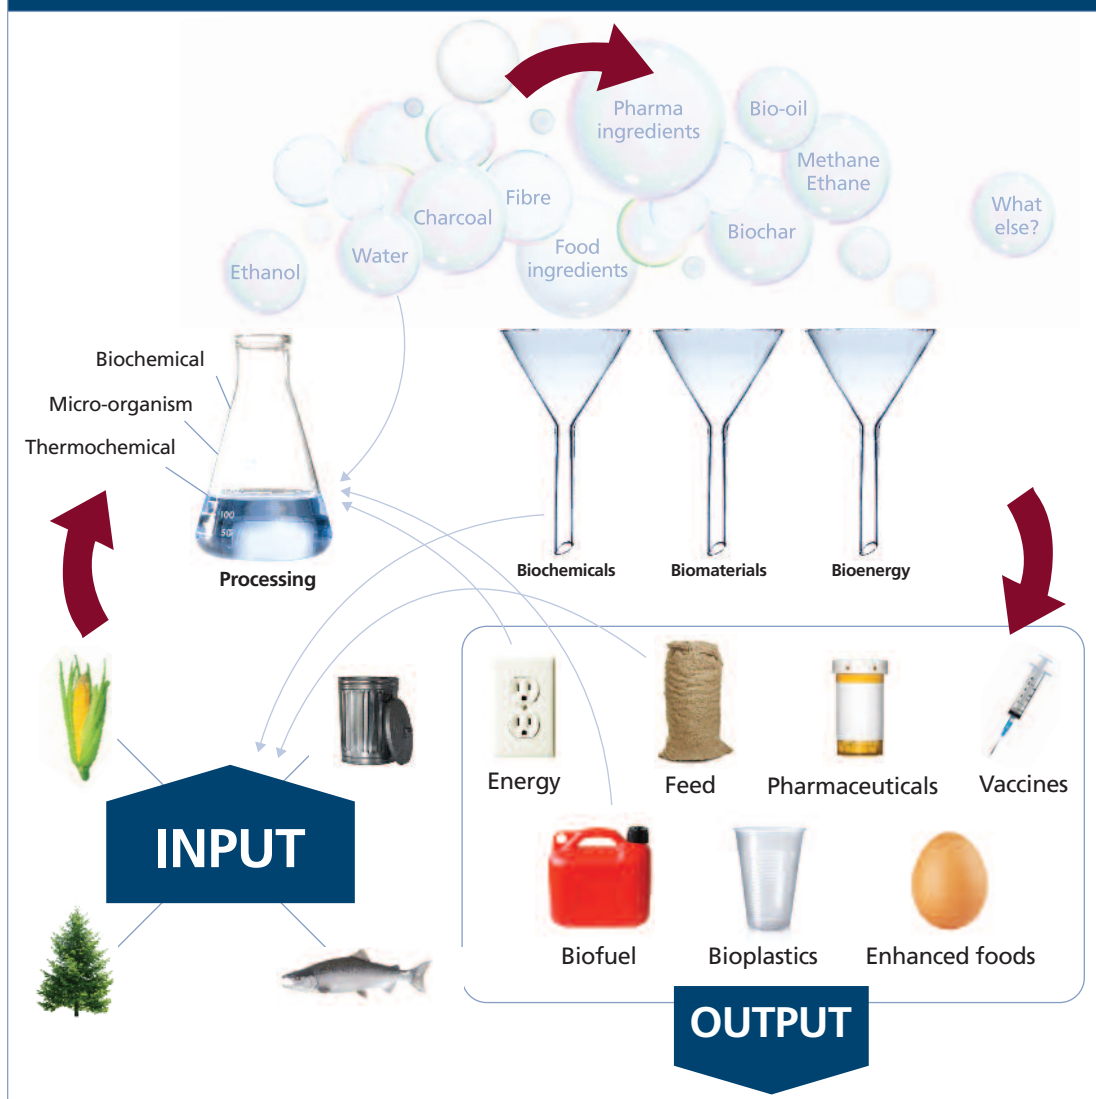 Pharma
ingredients
Bio-oil
Methane
Ethane
Fibre
Charcoal
What
else?
Water
Food
ingredients
Biochar
Ethanol
Biochemical
Micro-organism
Thermochemical
100
50
Processing
Biochemicals
Biomaterials
Bioenergy
Energy
Feed
Pharmaceuticals
Vaccines
INPUT
Biofuel
Bioplastics
Enhanced foods
OUTPUT